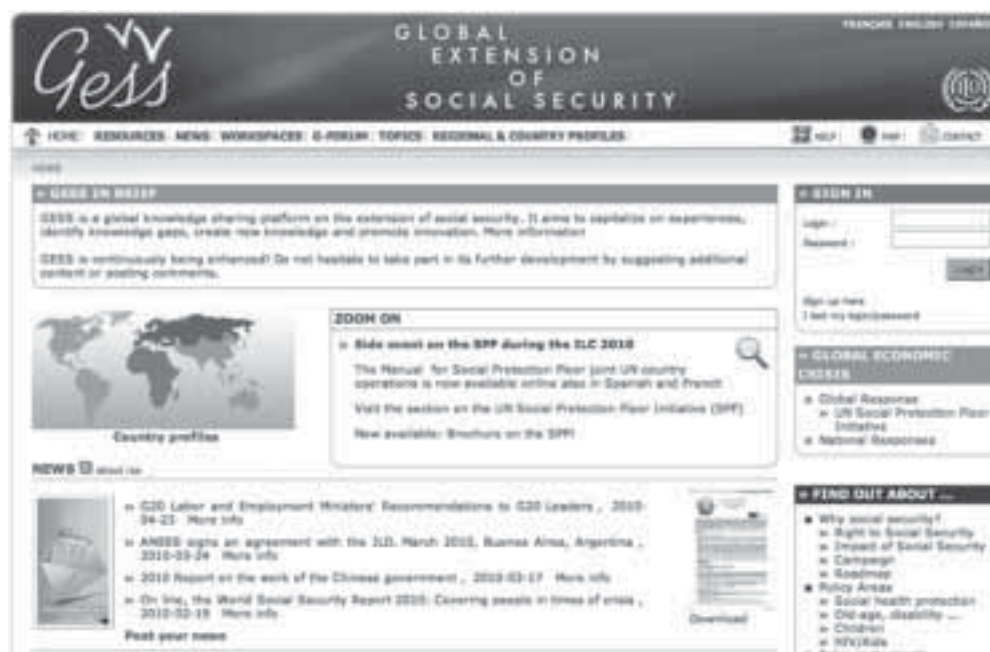 Gess
GLOBAL
EXTENSION
OF
SOCIAL SECURITY
FRANÇAIS ENGLISH ESPAÑOL
HOME RESOURCES NEWS WORKSPACES G-FORUM TOPICS REGIONAL & COUNTRY PROFILES
HELP MAP CONTACT
HOME
» GESS IN BRIEF
GESS is a global knowledge sharing platform on the extension of social security. It aims to capitalize on experiences,
identify knowledge gaps, create new knowledge and promote innovation. More information
GESS is continuously being enhanced! Do not hesitate to take part in its further development by suggesting additional
content or posting comments.
Country profiles
ZOOM ON
» Side event on the SPF during the ILC 2010
The Manual for Social Protection Floor joint UN country
operations is now available online also in Spanish and French
Visit the section on the UN Social Protection Floor Initiative (SPF)
Now available: Brochure on the SPF!
NEWS
» G20 Labor and Employment Ministers' Recommendations to G20 Leaders , 2010-
04-23 More info
» AMEES signs an agreement with the ILO. March 2010, Buenos Aires, Argentina ,
2010-03-24 More info
» 2010 Report on the work of the Chinese government , 2010-03-17 More info
» On line, the World Social Security Report 2010: Covering people in times of crisis ,
2010-02-19 More info
Post your news
Download
» SIGN IN
Login :
Password :
Login
Sign up here
I lost my login/password
» GLOBAL ECONOMIC
CRISIS
» Global Response
» UN Social Protection Floor
Initiative
» National Responses
» FIND OUT ABOUT ...
Why social security?
» Right to Social Security
» Impact of Social Security
» Campaign
» Roadmap
Policy Areas
» Social health protection
» Old-age, disability ...
» Children
» HIV/Aids